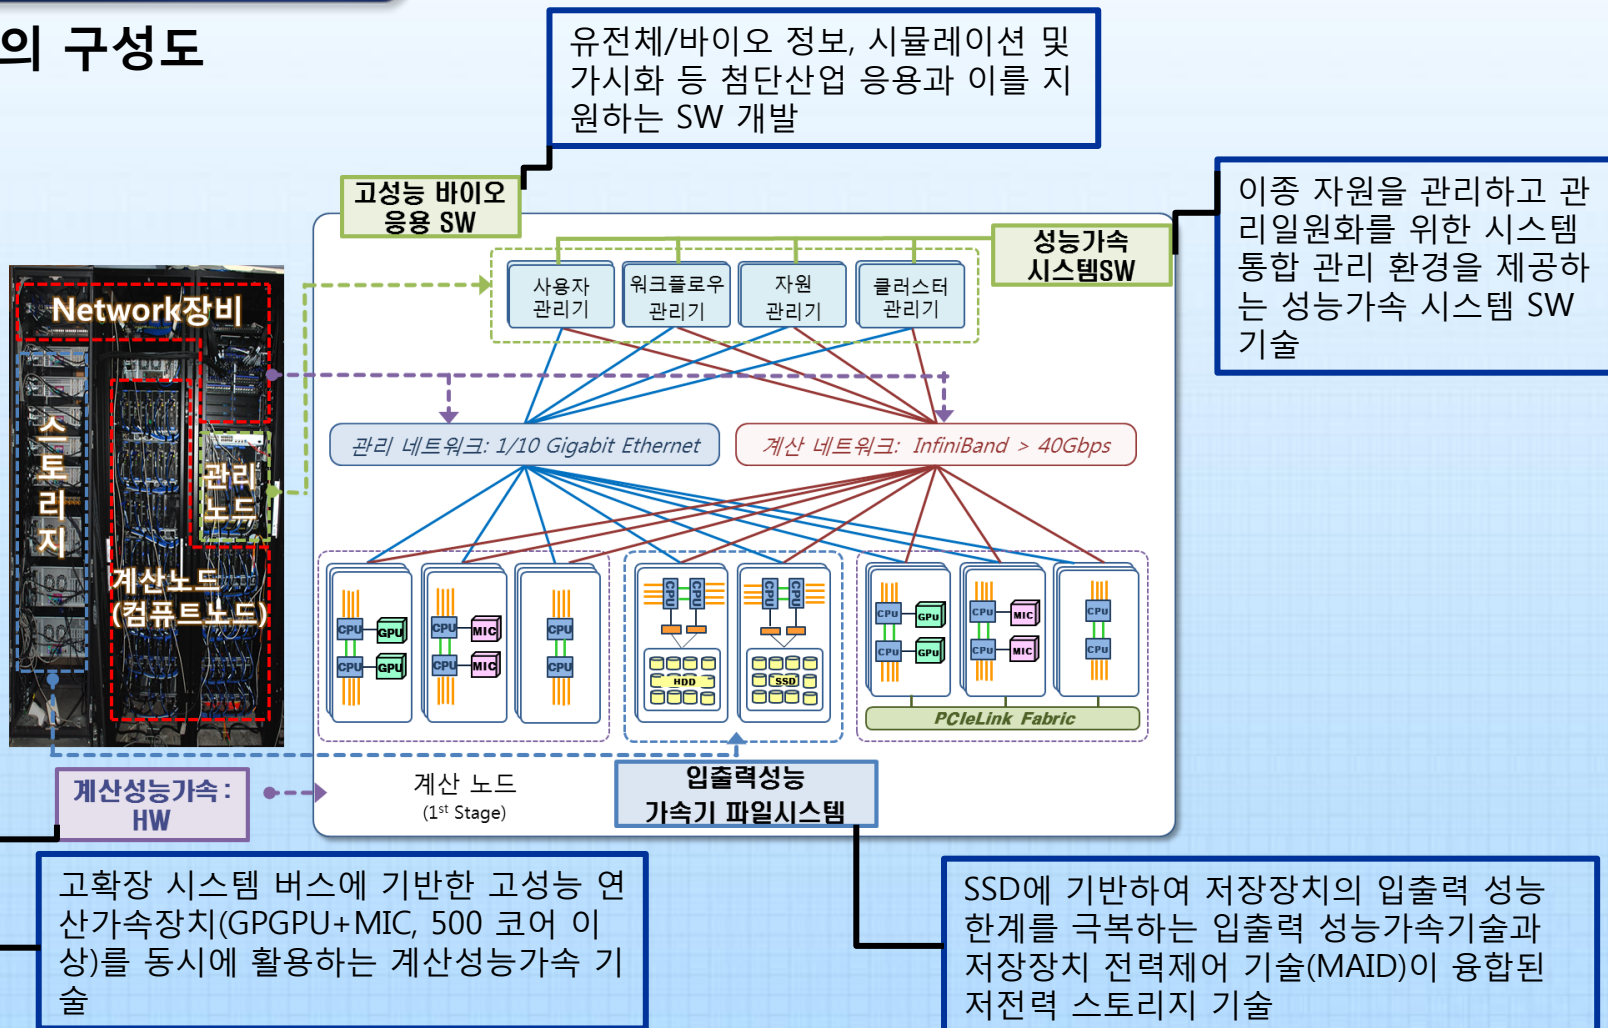 의 구성도
유전체/바이오 정보, 시뮬레이션 및
가시화 등 첨단산업 응용과 이를 지
원하는 SW 개발
고성능 바이오
응용 SW
이종 자원을 관리하고 관
리일원화를 위한 시스템
통합 관리 환경을 제공하
는 성능가속 시스템 SW
기술
성능가속
시스템SW
사용자
관리기
워크플로우
관리기
자원
관리기
클러스터
관리기
Network장비
스토리지
관리
노드
계산노드
(컴퓨트노드)
관리 네트워크: 1/10 Gigabit Ethernet
계산 네트워크: InfiniBand > 40Gbps
CPU
GPU
CPU
GPU
CPU
MIC
CPU
MIC
CPU
CPU
CPU
CPU
HDD
CPU
CPU
SSD
CPU
GPU
CPU
GPU
CPU
MIC
CPU
MIC
CPU
CPU
PCIeLink Fabric
계산성능가속:
HW
계산 노드
(1st Stage)
입출력성능
가속기 파일시스템
고확장 시스템 버스에 기반한 고성능 연
산가속장치(GPGPU+MIC, 500 코어 이
상)를 동시에 활용하는 계산성능가속 기
술
SSD에 기반하여 저장장치의 입출력 성능
한계를 극복하는 입출력 성능가속기술과
저장장치 전력제어 기술(MAID)이 융합된
저전력 스토리지 기술